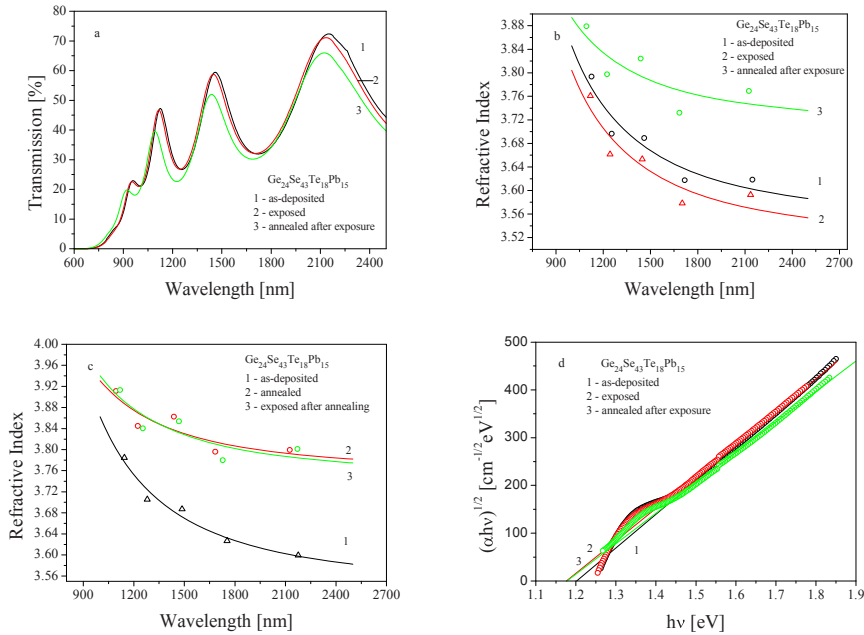 a
Ge24Se43Te18Pb15
1 - as-deposited
2 - exposed
3 - annealed after exposure
1
2
3
Transmission [%]
0
10
20
30
40
50
60
70
80
600 900 1200 1500 1800 2100 2400
Wavelength [nm]
b
Ge24Se43Te18Pb15
1 - as-deposited
2 - exposed
3 - annealed after exposure
3
1
2
Refractive Index
3.88
3.80
3.76
3.72
3.68
3.64
3.60
3.56
3.52
900 1200 1500 1800 2100 2400 2700
Wavelength [nm]
c
Ge24Se43Te18Pb15
1 - as-deposited
2 - annealed
3 - exposed after annealing
2
3
1
Refractive Index
4.00
3.96
3.92
3.88
3.84
3.80
3.76
3.72
3.68
3.64
3.60
3.56
900 1200 1500 1800 2100 2400 2700
Wavelength [nm]
d
Ge24Se43Te18Pb15
1 - as-deposited
2 - exposed
3 - annealed after exposure
2
3
1
(αhν)1/2 [cm-1/2eV1/2]
500
400
300
200
100
0
1.1 1.2 1.3 1.4 1.5 1.6 1.7 1.8 1.9
hν [eV]